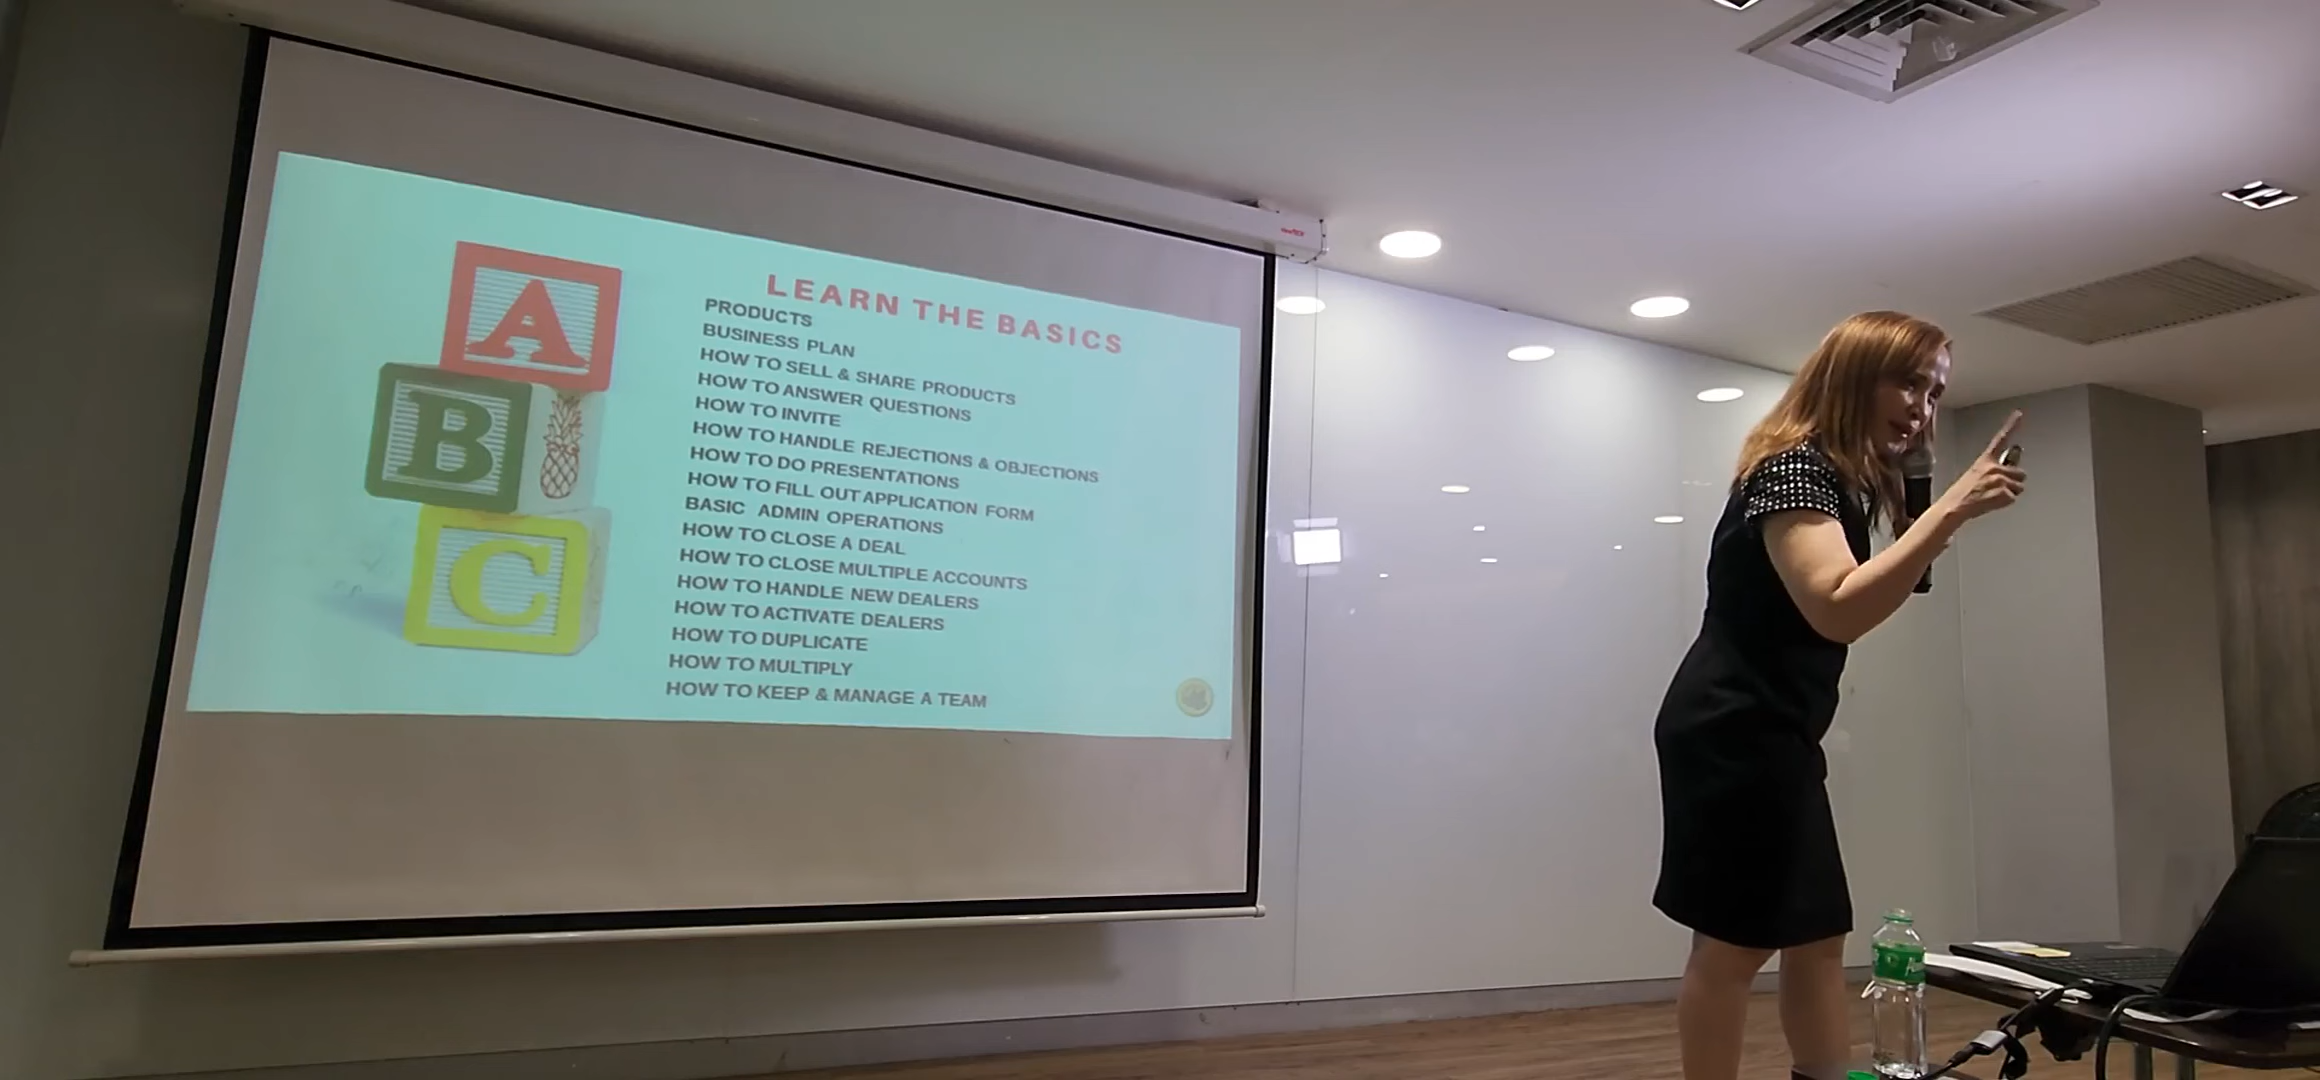 LEARN THE BASICS
PRODUCTS
BUSINESS PLAN
HOW TO SELL & SHARE PRODUCTS
HOW TO ANSWER QUESTIONS
HOW TO INVITE
HOW TO HANDLE REJECTIONS & OBJECTIONS
HOW TO DO PRESENTATIONS
HOW TO FILL OUT APPLICATION FORM
BASIC ADMIN OPERATIONS
HOW TO CLOSE A DEAL
HOW TO CLOSE MULTIPLE ACCOUNTS
HOW TO HANDLE NEW DEALERS
HOW TO ACTIVATE DEALERS
HOW TO DUPLICATE
HOW TO MULTIPLY
HOW TO KEEP & MANAGE A TEAM
A
B
C